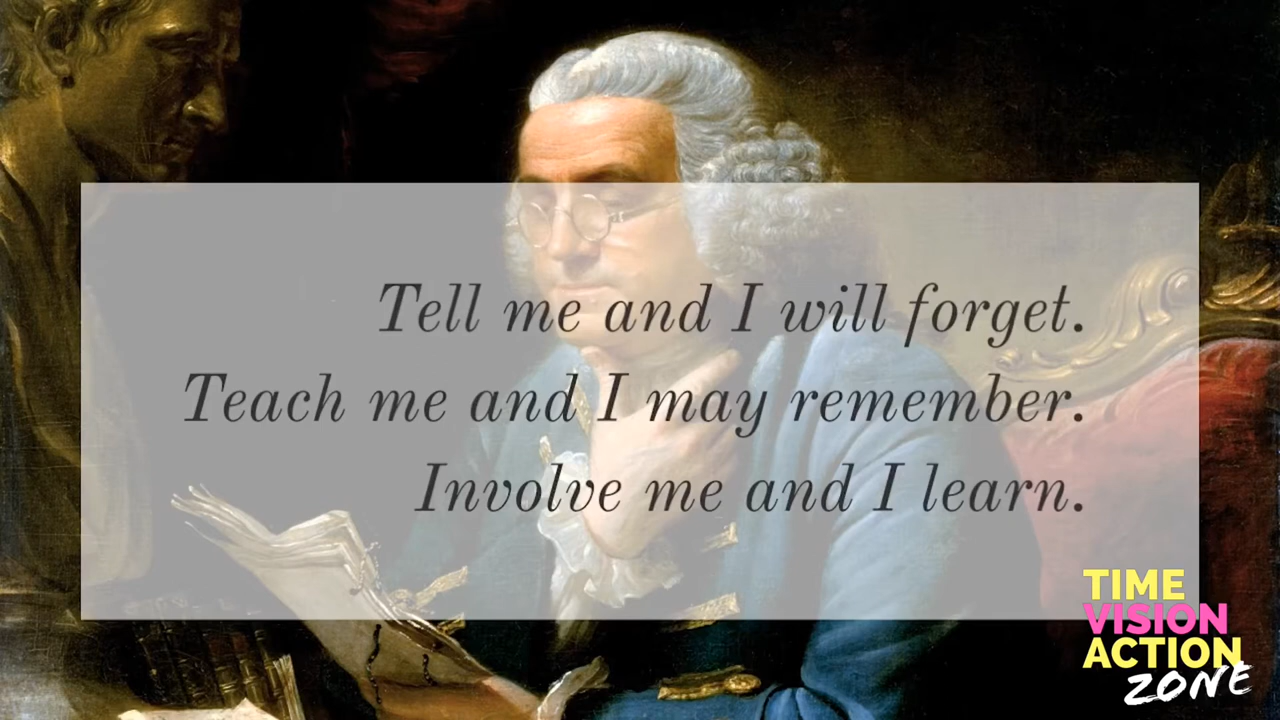 Tell me and I will forget.
Teach me and I may remember.
Involve me and I learn.
TIME
VISION
ACTION
ZONE